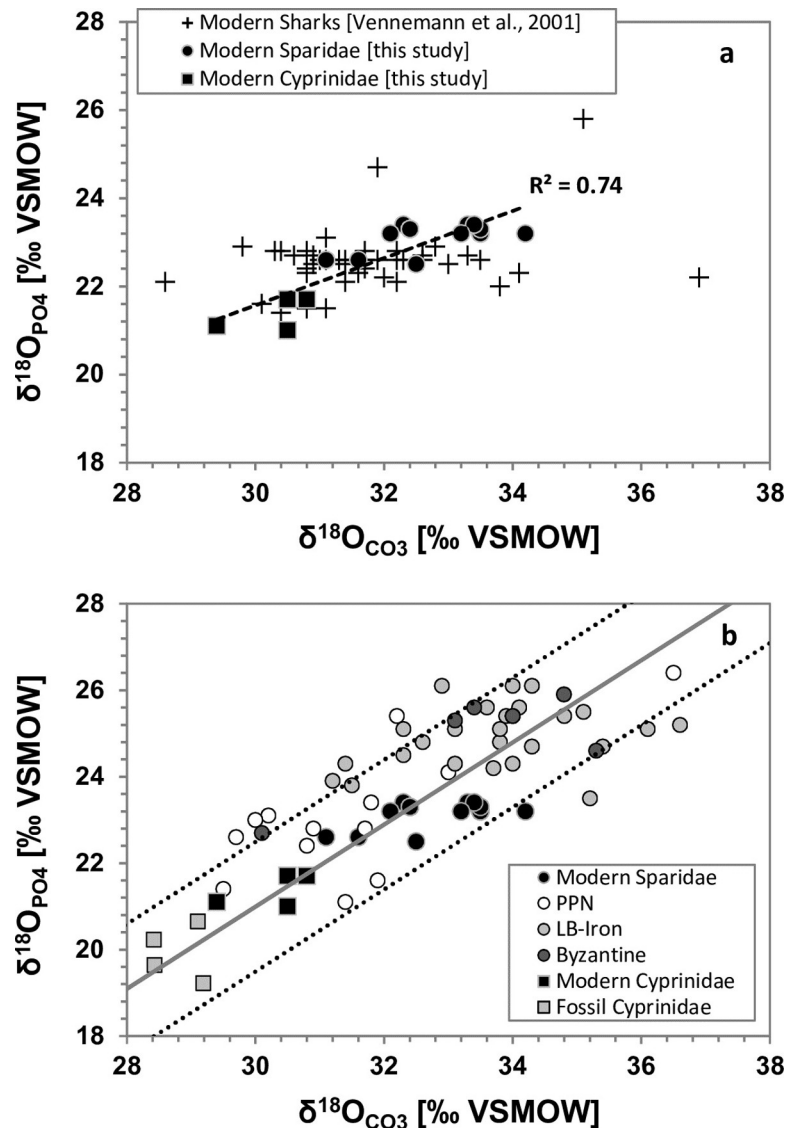 28
26
24
22
20
18
δ¹⁸O_PO4 [‰ VSMOW]
Modern Sharks [Vennemann et al., 2001]
Modern Sparidae [this study]
Modern Cyprinidae [this study]
a
R² = 0.74
28 30 32 34 36 38
δ¹⁸O_CO3 [‰ VSMOW]
28
26
24
22
20
18
δ¹⁸O_PO4 [‰ VSMOW]
b
Modern Sparidae
PPN
LB-Iron
Byzantine
Modern Cyprinidae
Fossil Cyprinidae
28 30 32 34 36 38
δ¹⁸O_CO3 [‰ VSMOW]